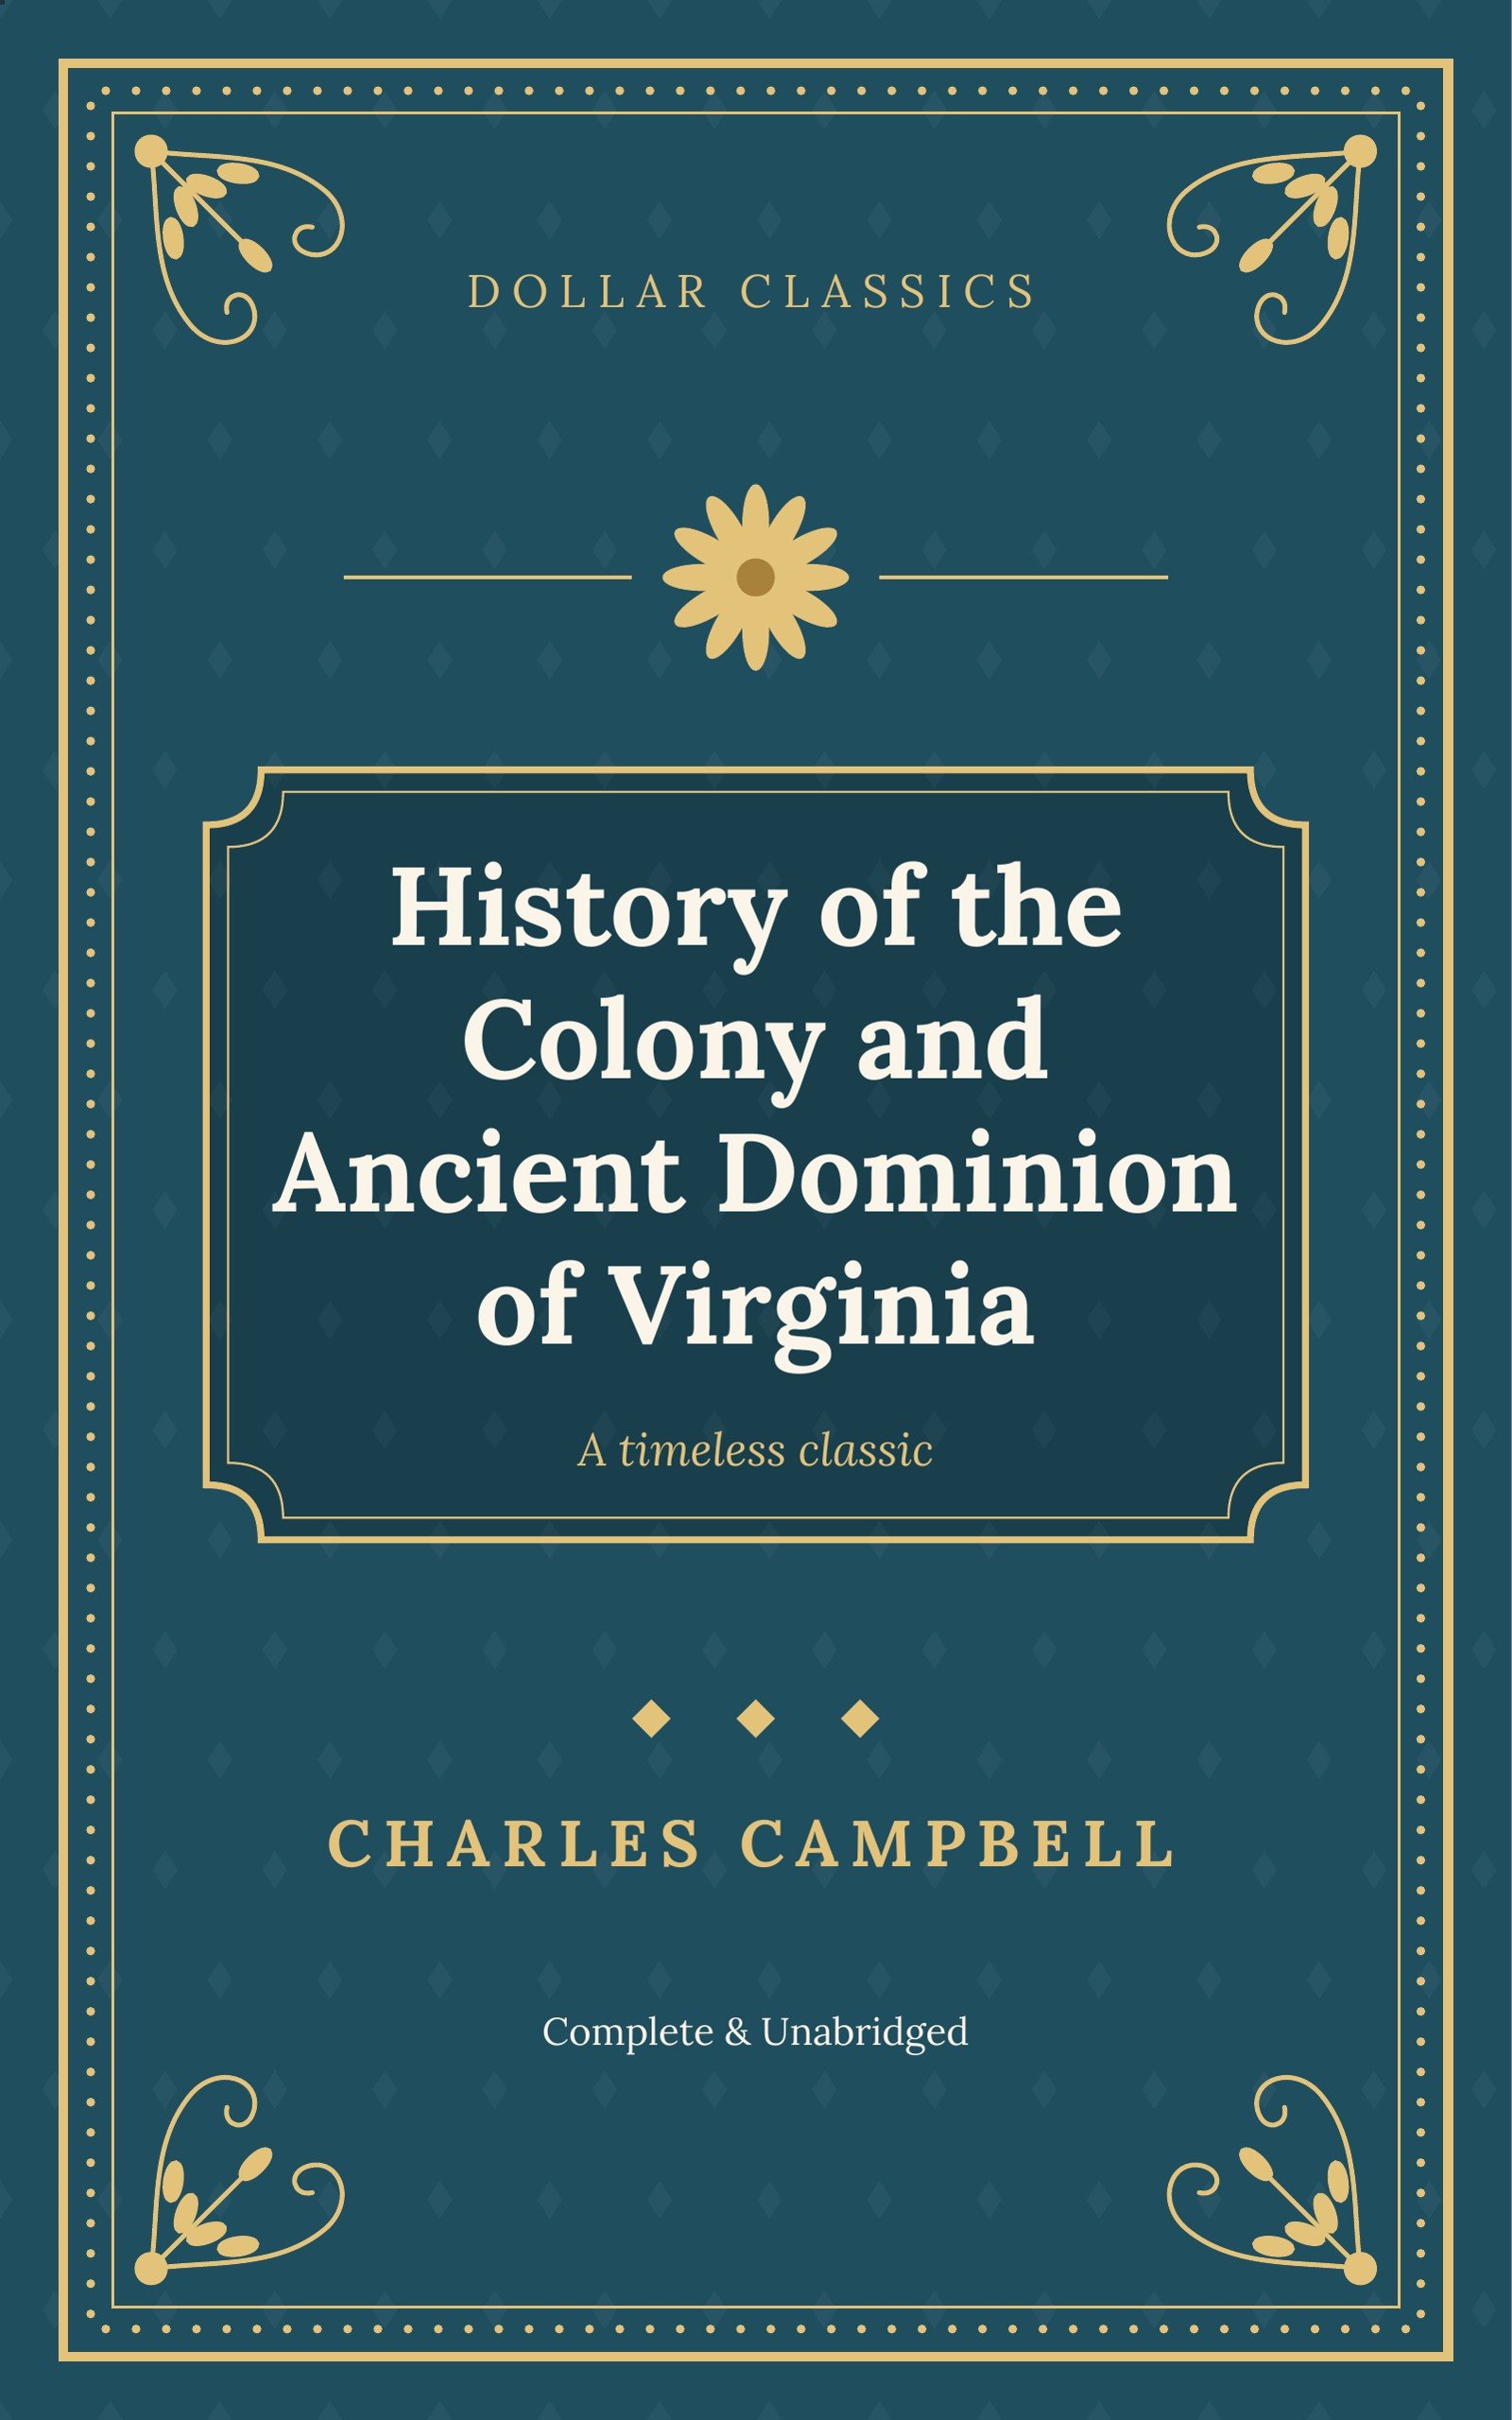 DOLLAR CLASSICS
History of the
Colony and
Ancient Dominion
of Virginia
A timeless classic
CHARLES CAMPBELL
Complete & Unabridged